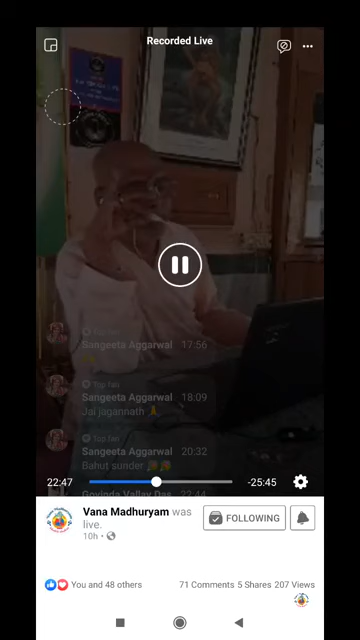 Recorded Live
Top fan
Sangeeta Aggarwal 17:56
Top fan
Sangeeta Aggarwal 18:09
Jai jagannath 🙏
Top fan
Sangeeta Aggarwal 20:32
Bahut sunder
Govinda Vallav Das 22:44
22:47
-25:45
Vana Madhuryam was
live.
10h
FOLLOWING
You and 48 others
71 Comments 5 Shares 207 Views